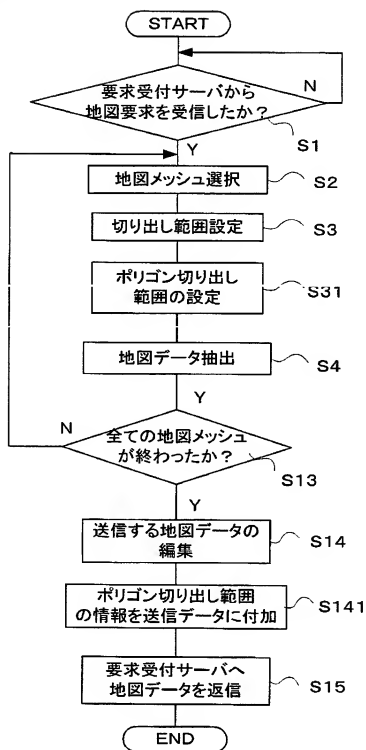 START
要求受付サーバから
地図要求を受信したか?
N
S1
Y
地図メッシュ選択
S2
切り出し範囲設定
S3
ポリゴン切り出し
範囲の設定
S31
地図データ抽出
S4
Y
N
全ての地図メッシュ
が終わったか?
S13
Y
送信する地図データの
編集
S14
ポリゴン切り出し範囲
の情報を送信データに付加
S141
要求受付サーバへ
地図データを返信
S15
END